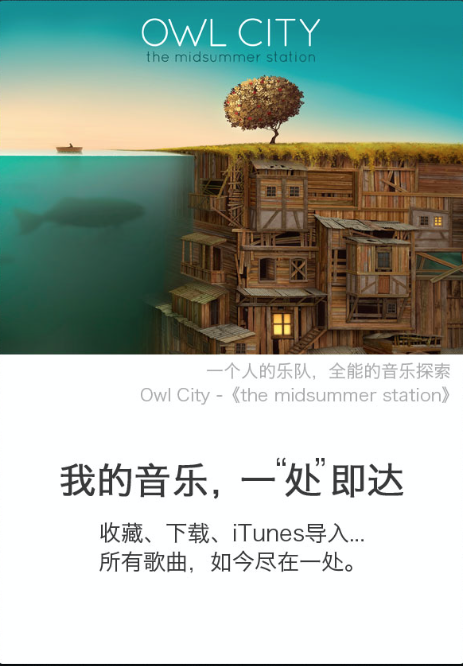 OWL CITY
the midsummer station
一个人的乐队，全能的音乐探索
Owl City -《the midsummer station》
我的音乐，一“处”即达
收藏、下载、iTunes导入...
所有歌曲，如今尽在一处。